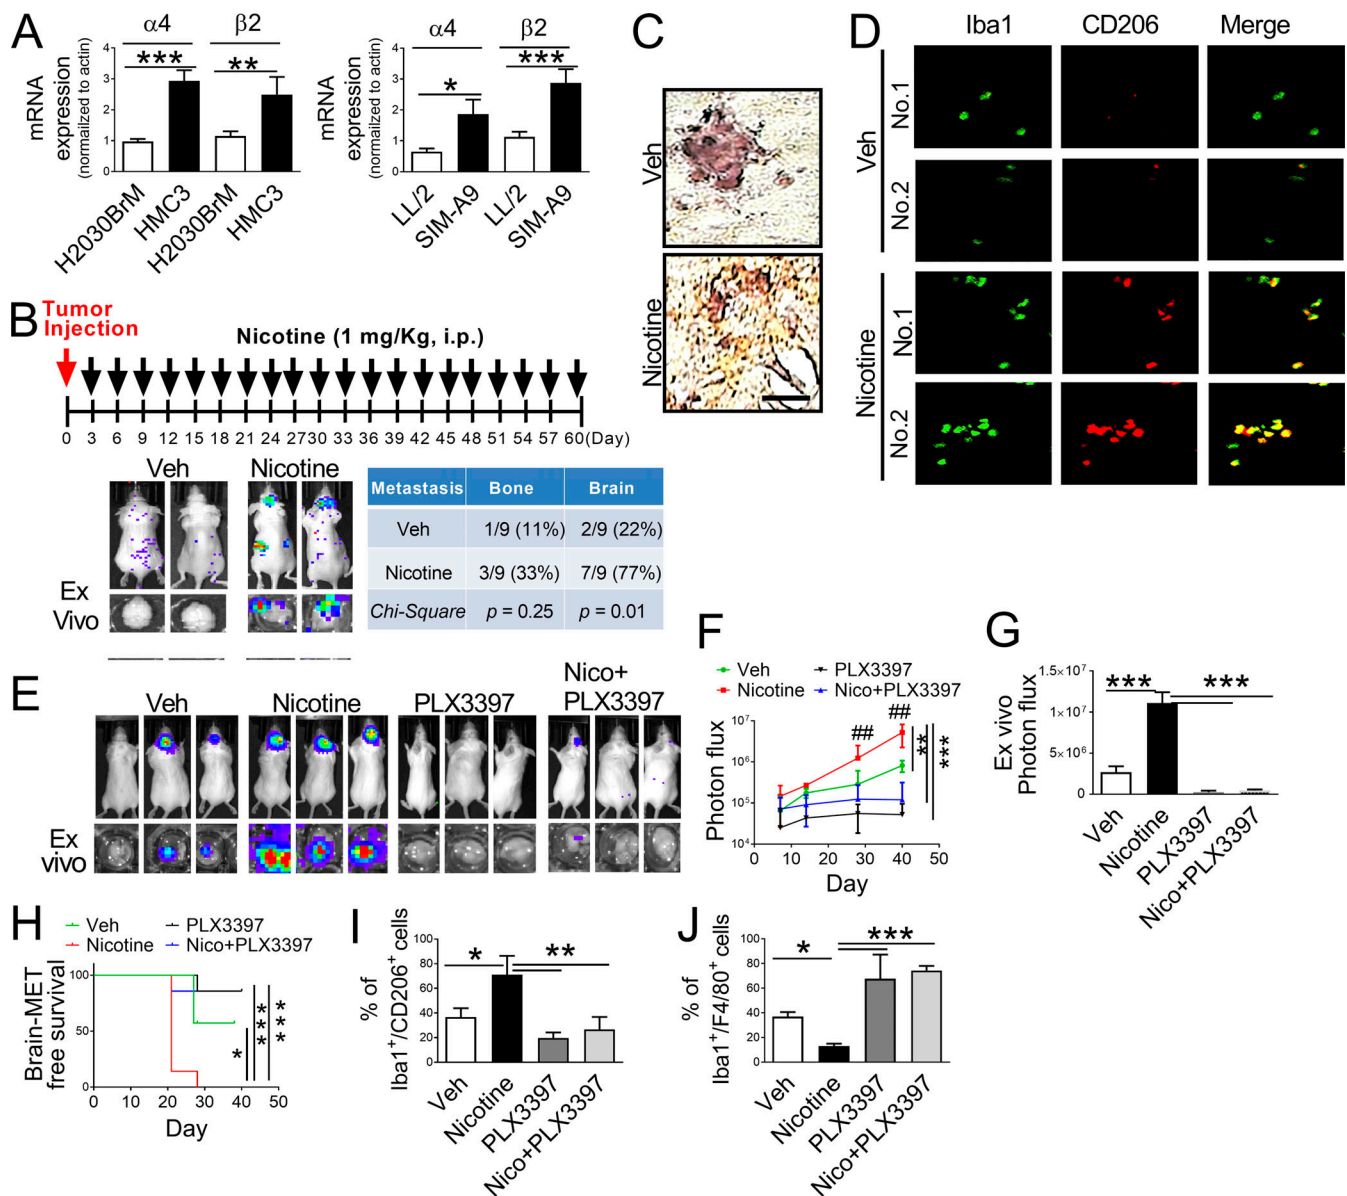 A
α4
β2
mRNA
expression
(normalized to actin)
4
3
2
1
0
***
**
H2030BrM
HMC3
H2030BrM
HMC3
α4
β2
mRNA
expression
(normailzed to actin)
4
3
2
1
0
*
***
LL/2
SIM-A9
LL/2
SIM-A9
B
Tumor
Injection
Nicotine (1 mg/Kg, i.p.)
0 3 6 9 12 15 18 21 24 27 30 33 36 39 42 45 48 51 54 57 60 (Day)
Veh
Nicotine
Ex
Vivo
Metastasis Bone Brain
Veh 1/9 (11%) 2/9 (22%)
Nicotine 3/9 (33%) 7/9 (77%)
Chi-Square p = 0.25 p = 0.01
C
Veh
Nicotine
D
Iba1
CD206
Merge
Veh
No.1
No.2
Nicotine
No.1
No.2
E
Veh
Nicotine
PLX3397
Nico+
PLX3397
Ex
vivo
F
Veh
PLX3397
Nicotine
Nico+PLX3397
Photon flux
10⁷
10⁶
10⁵
10⁴
##
##
**
***
0 10 20 30 40 50
Day
G
Ex vivo
Photon flux
1.5×10⁷
1×10⁷
5×10⁶
0
***
***
Veh
Nicotine
PLX3397
Nico+PLX3397
H
Veh
PLX3397
Nicotine
Nico+PLX3397
Brain-MET
free survival
100
50
0
*
***
***
0 10 20 30 40 50
Day
I
% of
Iba1⁺/CD206⁺ cells
100
80
60
40
20
0
*
**
Veh
Nicotine
PLX3397
Nico+PLX3397
J
% of
Iba1⁺/F4/80⁺ cells
100
80
60
40
20
0
*
***
Veh
Nicotine
PLX3397
Nico+PLX3397